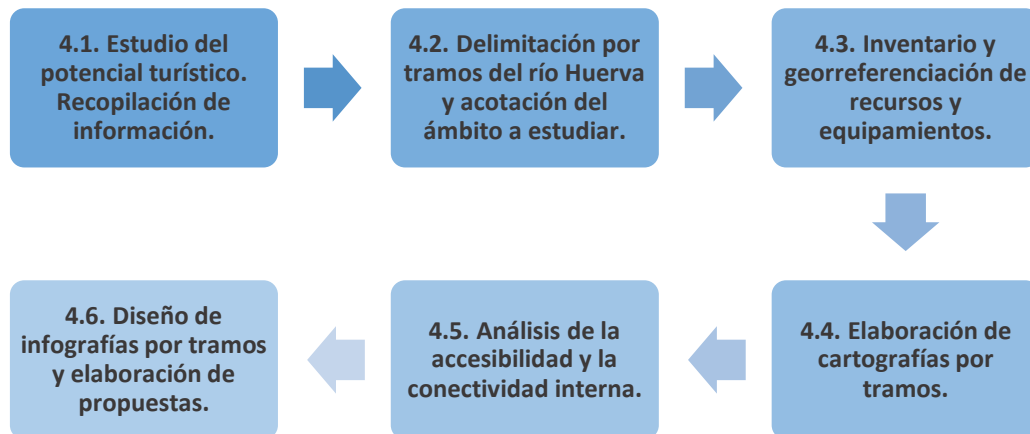 4.1. Estudio del
potencial turístico.
Recopilación de
información.
4.2. Delimitación por
tramos del río Huerva
y acotación del
ámbito a estudiar.
4.3. Inventario y
georreferenciación de
recursos y
equipamientos.
4.4. Elaboración de
cartografías por
tramos.
4.5. Análisis de la
accesibilidad y la
conectividad interna.
4.6. Diseño de
infografías por tramos
y elaboración de
propuestas.